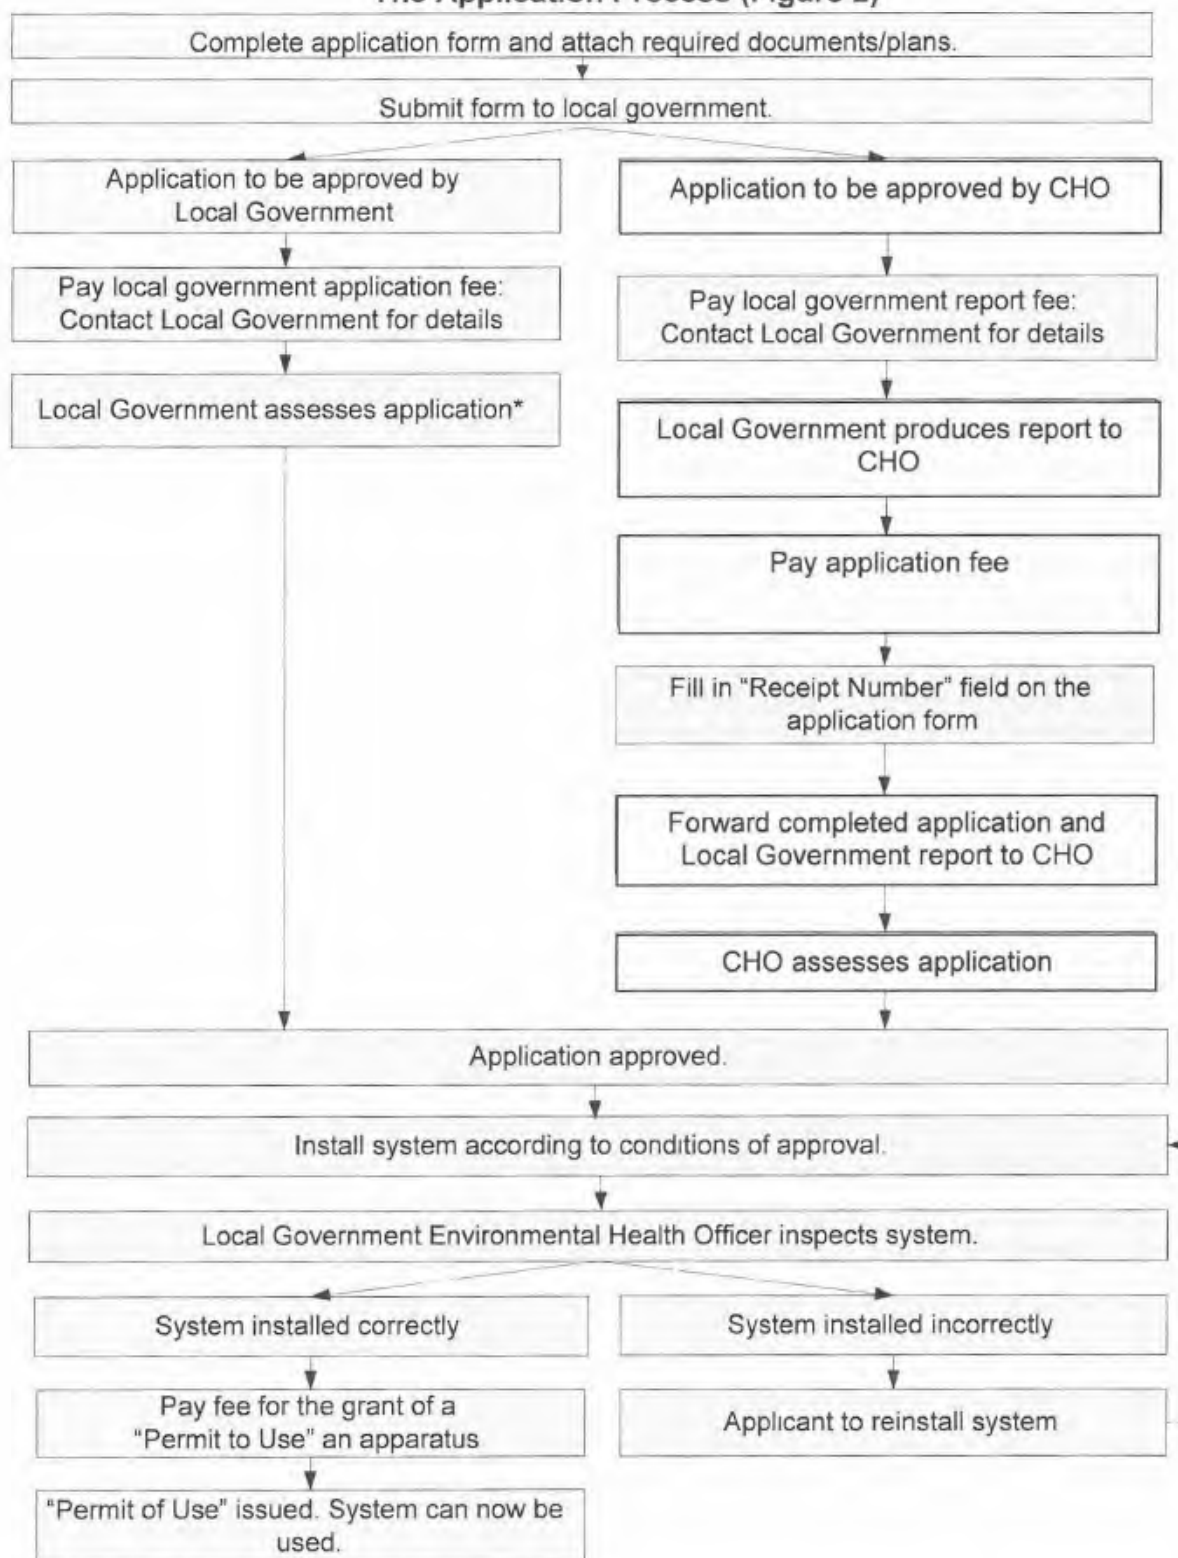 The Application Process (Figure 2)
Complete application form and attach required documents/plans.
Submit form to local government.
Application to be approved by
Local Government
Pay local government application fee:
Contact Local Government for details
Local Government assesses application*
Application to be approved by CHO
Pay local government report fee:
Contact Local Government for details
Local Government produces report to
CHO
Pay application fee
Fill in “Receipt Number” field on the
application form
Forward completed application and
Local Government report to CHO
CHO assesses application
Application approved.
Install system according to conditions of approval.
Local Government Environmental Health Officer inspects system.
System installed correctly
Pay fee for the grant of a
“Permit to Use” an apparatus
“Permit of Use” issued. System can now be
used.
System installed incorrectly
Applicant to reinstall system